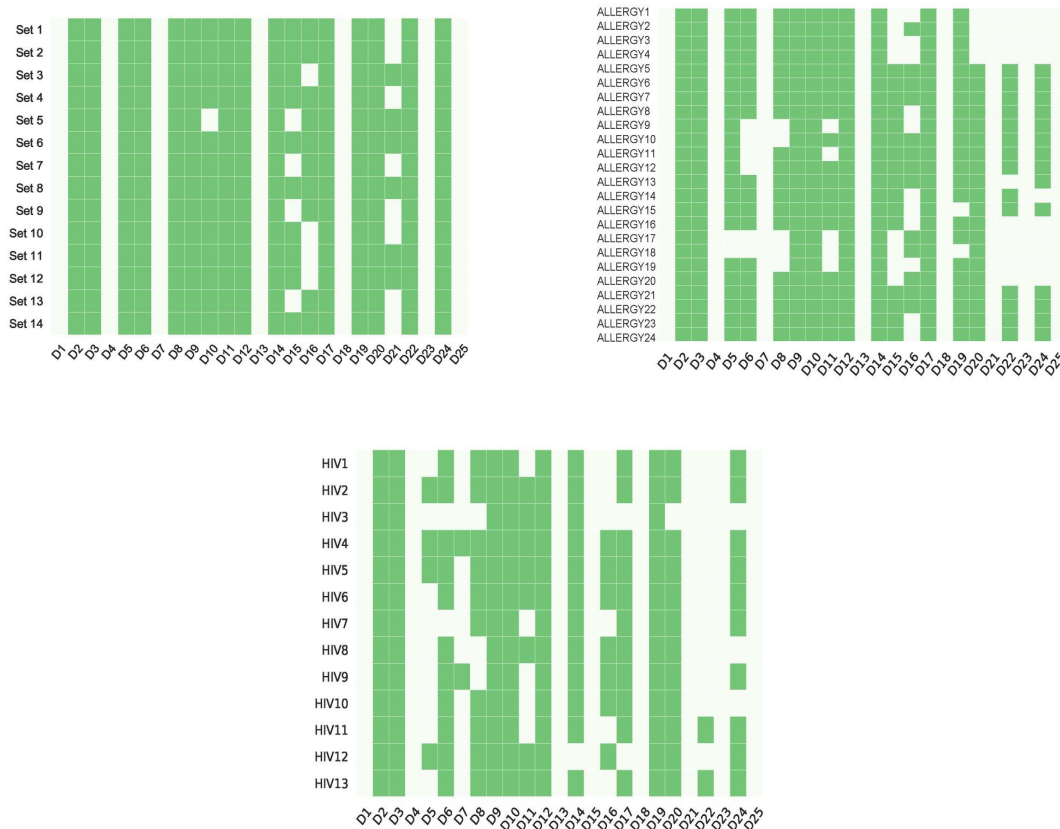 Set 1
Set 2
Set 3
Set 4
Set 5
Set 6
Set 7
Set 8
Set 9
Set 10
Set 11
Set 12
Set 13
Set 14
D1 D2 D3 D4 D5 D6 D7 D8 D9 D10 D11 D12 D13 D14 D15 D16 D17 D18 D19 D20 D21 D22 D23 D24 D25
ALLERGY1
ALLERGY2
ALLERGY3
ALLERGY4
ALLERGY5
ALLERGY6
ALLERGY7
ALLERGY8
ALLERGY9
ALLERGY10
ALLERGY11
ALLERGY12
ALLERGY13
ALLERGY14
ALLERGY15
ALLERGY16
ALLERGY17
ALLERGY18
ALLERGY19
ALLERGY20
ALLERGY21
ALLERGY22
ALLERGY23
ALLERGY24
D1 D2 D3 D4 D5 D6 D7 D8 D9 D10 D11 D12 D13 D14 D15 D16 D17 D18 D19 D20 D21 D22 D23 D24 D25
HIV1
HIV2
HIV3
HIV4
HIV5
HIV6
HIV7
HIV8
HIV9
HIV10
HIV11
HIV12
HIV13
D1 D2 D3 D4 D5 D6 D7 D8 D9 D10 D11 D12 D13 D14 D15 D16 D17 D18 D19 D20 D21 D22 D23 D24 D25